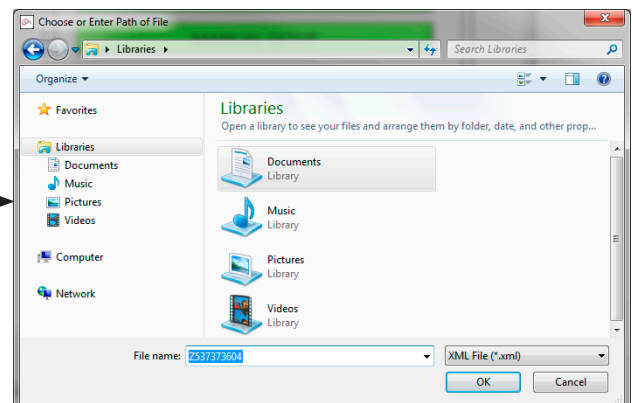 Choose or Enter Path of File
Libraries
Search Libraries
Organize
Favorites
Libraries
Documents
Music
Pictures
Videos
Computer
Network
Libraries
Open a library to see your files and arrange them by folder, date, and other prop...
Documents
Library
Music
Library
Pictures
Library
Videos
Library
File name: Z537373604
XML File (*.xml)
OK Cancel